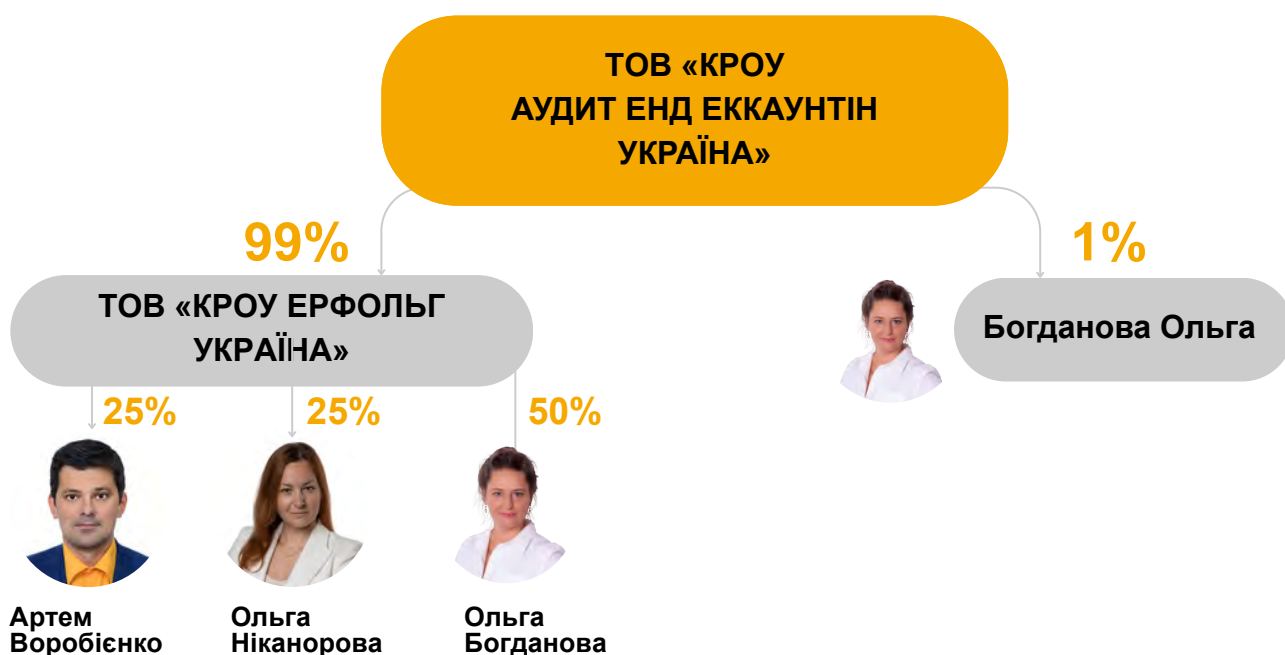 ТОВ «КРОУ
АУДИТ ЕНД ЕККАУНТІН
УКРАЇНА»
99%
1%
ТОВ «КРОУ ЕРФОЛЬГ
УКРАЇНА»
Богданова Ольга
25%
25%
50%
Артем
Воробієнко
Ольга
Ніканорова
Ольга
Богданова